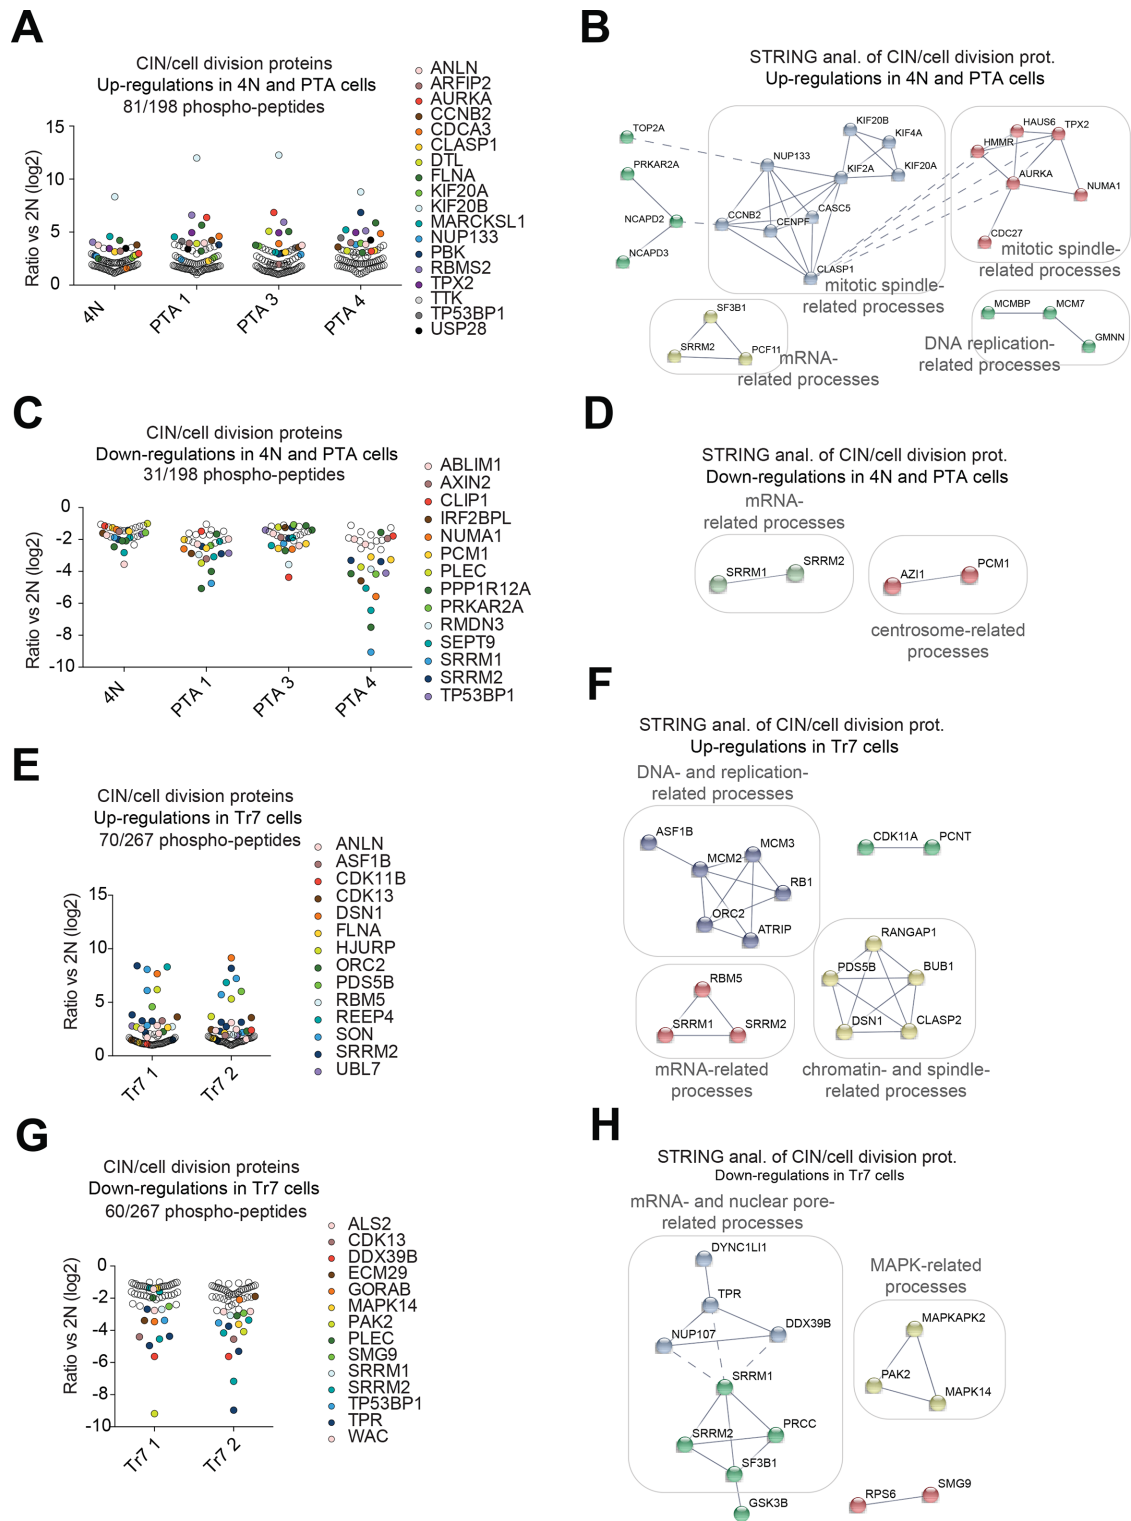 A
CIN/cell division proteins
Up-regulations in 4N and PTA cells
81/198 phospho-peptides
Ratio vs 2N (log2)
15
10
5
0
4N
PTA 1
PTA 3
PTA 4
ANLN
ARFIP2
AURKA
CCNB2
CDCA3
CLASP1
DTL
FLNA
KIF20A
KIF20B
MARCKSL1
NUP133
PBK
RBMS2
TPX2
TTK
TP53BP1
USP28
B
STRING anal. of CIN/cell division prot.
Up-regulations in 4N and PTA cells
TOP2A
PRKAR2A
NCAPD2
NCAPD3
KIF20B
KIF4A
NUP133
KIF2A
KIF20A
CCNB2
CENPF
CASC5
CLASP1
mitotic spindle-
related processes
HAUS6
TPX2
HMMR
AURKA
NUMA1
CDC27
mitotic spindle-
related processes
SF3B1
SRRM2
PCF11
mRNA-
related processes
MCMBP
MCM7
GMNN
DNA replication-
related processes
C
CIN/cell division proteins
Down-regulations in 4N and PTA cells
31/198 phospho-peptides
Ratio vs 2N (log2)
0
-2
-4
-6
-8
-10
4N
PTA 1
PTA 3
PTA 4
ABLIM1
AXIN2
CLIP1
IRF2BPL
NUMA1
PCM1
PLEC
PPP1R12A
PRKAR2A
RMDN3
SEPT9
SRRM1
SRRM2
TP53BP1
D
STRING anal. of CIN/cell division prot.
Down-regulations in 4N and PTA cells
mRNA-
related processes
SRRM1
SRRM2
AZI1
PCM1
centrosome-related
processes
E
CIN/cell division proteins
Up-regulations in Tr7 cells
70/267 phospho-peptides
Ratio vs 2N (log2)
15
10
5
0
Tr7 1
Tr7 2
ANLN
ASF1B
CDK11B
CDK13
DSN1
FLNA
HJURP
ORC2
PDS5B
RBM5
REEP4
SON
SRRM2
UBL7
F
STRING anal. of CIN/cell division prot.
Up-regulations in Tr7 cells
DNA- and replication-
related processes
ASF1B
MCM2
MCM3
RB1
ORC2
ATRIP
CDK11A
PCNT
RBM5
SRRM1
SRRM2
mRNA-related
processes
RANGAP1
PDS5B
BUB1
DSN1
CLASP2
chromatin- and spindle-
related processes
G
CIN/cell division proteins
Down-regulations in Tr7 cells
60/267 phospho-peptides
Ratio vs 2N (log2)
0
-2
-4
-6
-8
-10
Tr7 1
Tr7 2
ALS2
CDK13
DDX39B
ECM29
GORAB
MAPK14
PAK2
PLEC
SMG9
SRRM1
SRRM2
TP53BP1
TPR
WAC
H
STRING anal. of CIN/cell division prot.
Down-regulations in Tr7 cells
mRNA- and nuclear pore-
related processes
DYNC1LI1
TPR
NUP107
DDX39B
SRRM1
PRCC
SRRM2
SF3B1
GSK3B
MAPK-related
processes
MAPKAPK2
PAK2
MAPK14
RPS6
SMG9